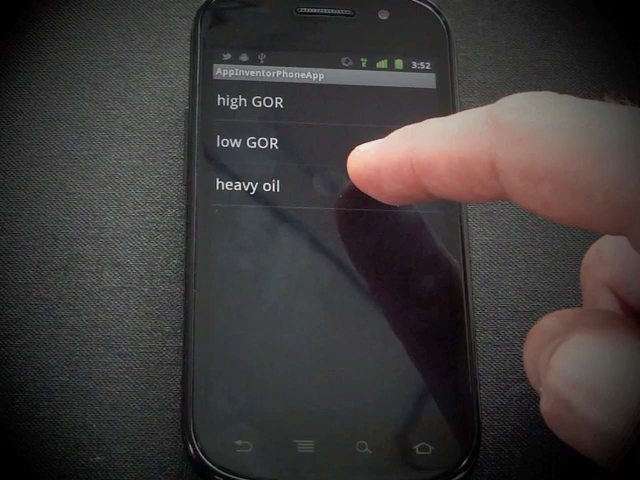 3:52
AppInventorPhoneApp
high GOR
low GOR
heavy oil